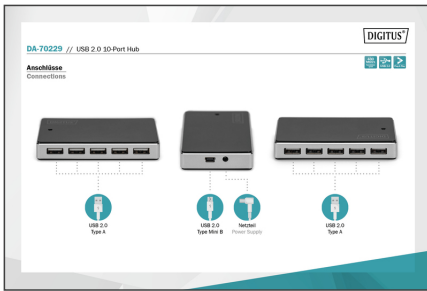 DIGITUS®
DA-70229 // USB 2.0 10-Port Hub
Anschlüsse
Connections
USB 2.0
Type A
USB 2.0
Type Mini B
Netzteil
Power Supply
USB 2.0
Type A